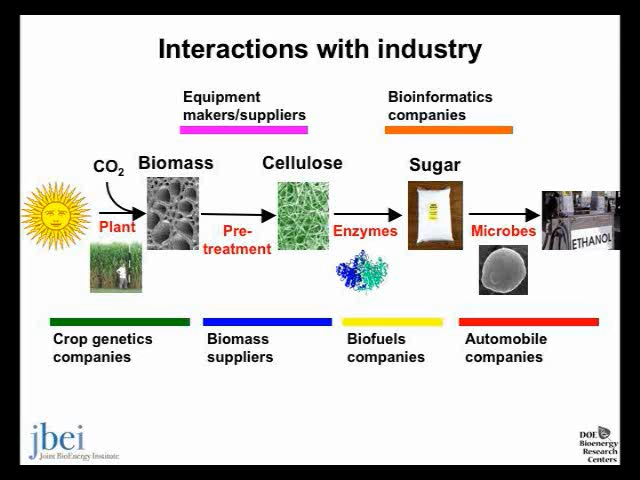 Interactions with industry
Equipment
makers/suppliers
Bioinformatics
companies
CO2
Biomass
Cellulose
Sugar
Plant
Pre-
treatment
Enzymes
Microbes
ETHANOL
Crop genetics
companies
Biomass
suppliers
Biofuels
companies
Automobile
companies
jbei
Joint BioEnergy Institute
DOE
Bioenergy
Research
Centers